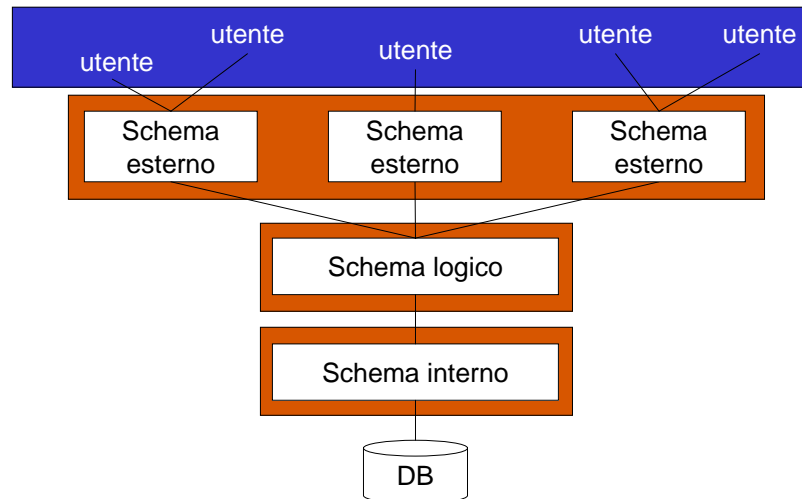 utente
utente
utente
utente
utente
Schema
esterno
Schema
esterno
Schema
esterno
Schema logico
Schema interno
DB